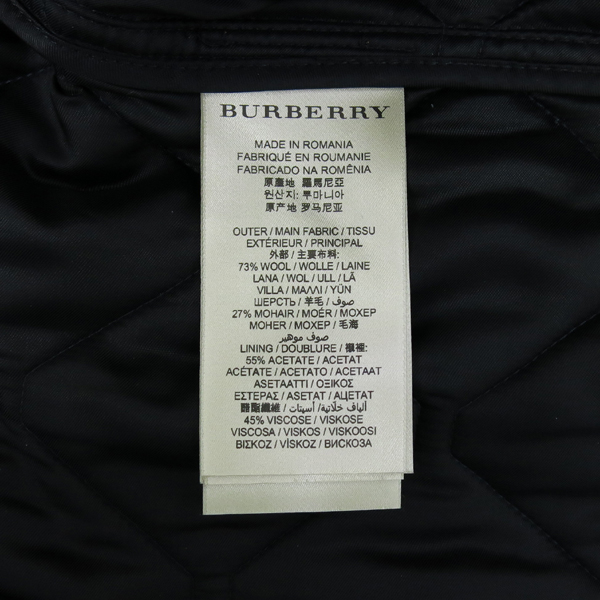 BURBERRY
MADE IN ROMANIA
FABRIQUÉ EN ROUMANIE
FABRICADO NA ROMÊNIA
原產地 羅馬尼亞
원산지: 루마니아
原产地 罗马尼亚
OUTER / MAIN FABRIC / TISSU
EXTÉRIEUR / PRINCIPAL
外部 / 主要布料:
73% WOOL / WOLLE / LAINE
LANA / WOL / ULL / LÃ
VILLA / ΜΑΛΛΙ / YÜN
ШЕРСТЬ / 羊毛 / صوف
27% MOHAIR / MOÉR / МОХЕР
MOHER / ΜΟΧΕΡ / 毛海
صوف موهير
LINING / DOUBLURE / 襯裡:
55% ACETATE / ACETAT
ACÉTATE / ACETATO / ACETAAT
ASETAATTI / ΟΞΙΚΟΣ
ΕΣΤΕΡΑΣ / ASETAT / АЦЕТАТ
醋酯纖維 / ألياف خلاتية / أسيتات /
45% VISCOSE / VISKOSE
VISCOSA / VISKOS / VISKOOSI
ΒΙΣΚΟΖ / VİSKOZ / ВИСКОЗА